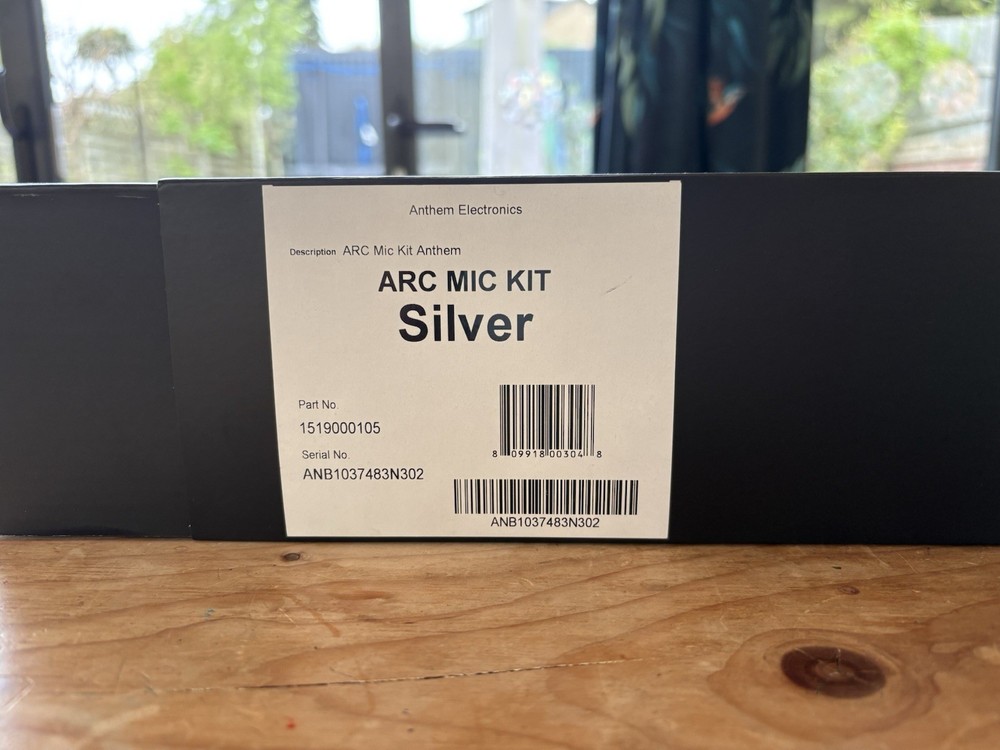 Anthem Electronics
Description ARC Mic Kit Anthem
ARC MIC KIT
Silver
Part No.
1519000105
8 09918 00304 8
Serial No.
ANB1037483N302
ANB1037483N302